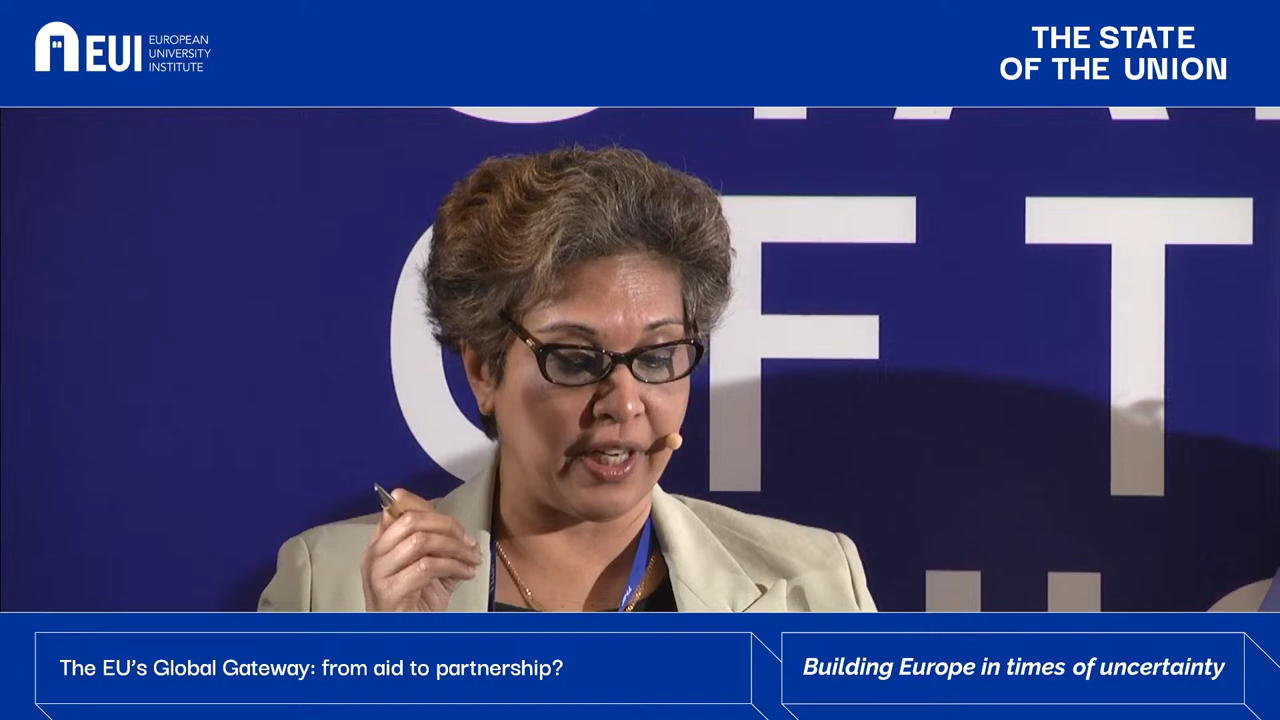 EUI
EUROPEAN
UNIVERSITY
INSTITUTE
THE STATE
OF THE UNION
OF T
The EU's Global Gateway: from aid to partnership?
Building Europe in times of uncertainty